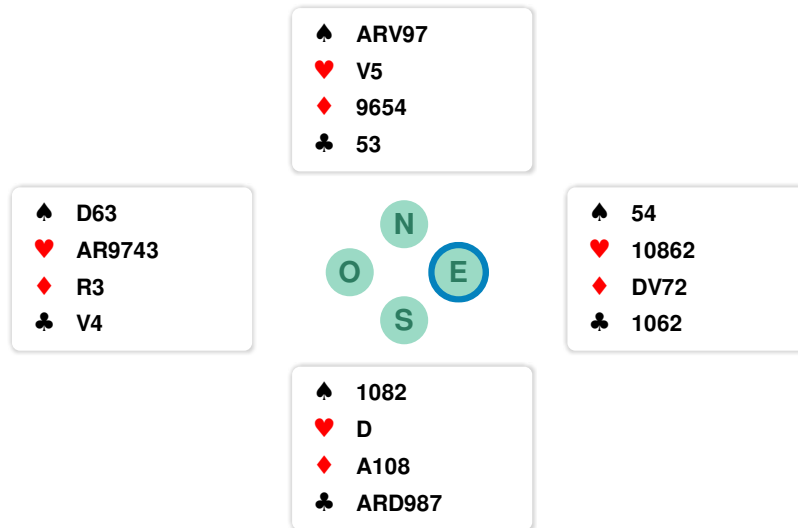 ♠ ARV97
♥ V5
♦ 9654
♣ 53
♠ D63
♥ AR9743
♦ R3
♣ V4
N
O
E
S
♠ 54
♥ 10862
♦ DV72
♣ 1062
♠ 1082
♥ D
♦ A108
♣ ARD987